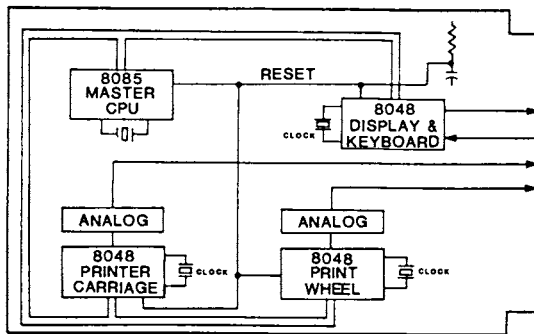 RESET
8085
MASTER
CPU
8048
DISPLAY &
KEYBOARD
CLOCK
ANALOG
ANALOG
8048
PRINTER
CARRIAGE
CLOCK
8048
PRINT
WHEEL
CLOCK